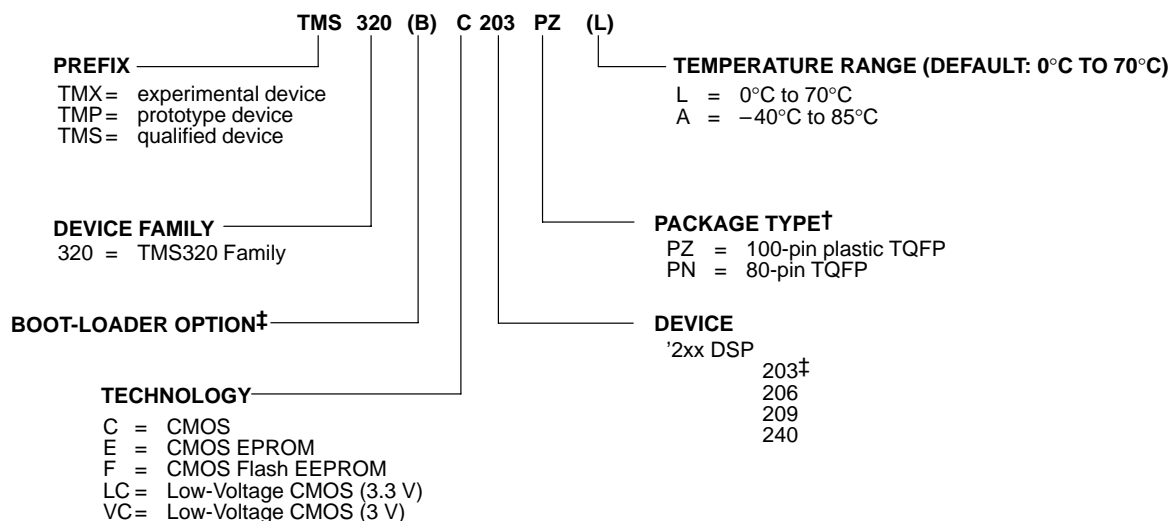 TMS 320 (B) C 203 PZ (L)
PREFIX
TMX = experimental device
TMP = prototype device
TMS = qualified device
TEMPERATURE RANGE (DEFAULT: 0°C TO 70°C)
L = 0°C to 70°C
A = –40°C to 85°C
DEVICE FAMILY
320 = TMS320 Family
PACKAGE TYPE†
PZ = 100-pin plastic TQFP
PN = 80-pin TQFP
BOOT-LOADER OPTION‡
DEVICE
'2xx DSP
203‡
206
209
240
TECHNOLOGY
C = CMOS
E = CMOS EPROM
F = CMOS Flash EEPROM
LC = Low-Voltage CMOS (3.3 V)
VC = Low-Voltage CMOS (3 V)